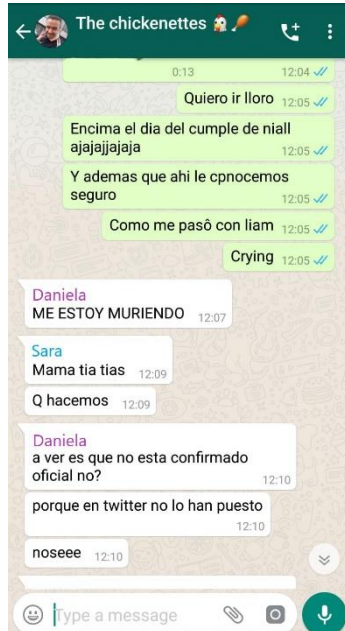 The chickenettes 🐔🍗
0:13 12:04
Quiero ir lloro 12:05
Encima el dia del cumple de niall
ajajajjajaja
12:05
Y ademas que ahi le cpnocemos
seguro
12:05
Como me pasô con liam 12:05
Crying 12:05
Daniela
ME ESTOY MURIENDO 12:07
Sara
Mama tia tias 12:09
Q hacemos 12:09
Daniela
a ver es que no esta confirmado
oficial no?
12:10
porque en twitter no lo han puesto
12:10
noseee 12:10
Type a message